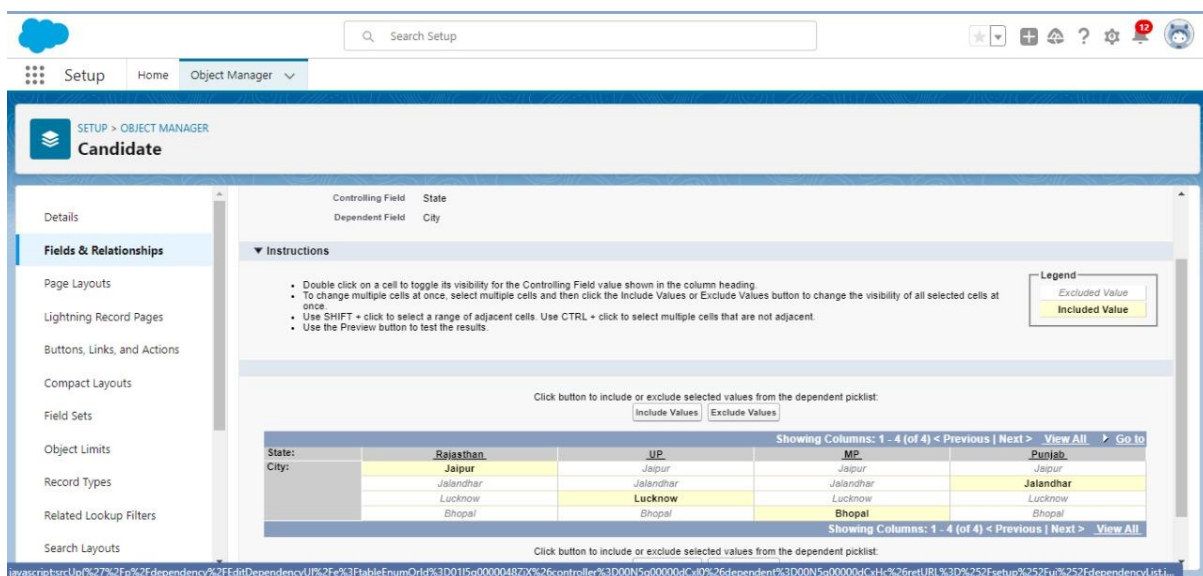 Search Setup
12
Setup Home Object Manager
SETUP > OBJECT MANAGER
Candidate
Details
Fields & Relationships
Page Layouts
Lightning Record Pages
Buttons, Links, and Actions
Compact Layouts
Field Sets
Object Limits
Record Types
Related Lookup Filters
Search Layouts
Controlling Field State
Dependent Field City
▼ Instructions
• Double click on a cell to toggle its visibility for the Controlling Field value shown in the column heading.
• To change multiple cells at once, select multiple cells and then click the Include Values or Exclude Values button to change the visibility of all selected cells at
once.
• Use SHIFT + click to select a range of adjacent cells. Use CTRL + click to select multiple cells that are not adjacent.
• Use the Preview button to test the results.
Legend
Excluded Value
Included Value
Click button to include or exclude selected values from the dependent picklist:
Include Values Exclude Values
Showing Columns: 1 - 4 (of 4) < Previous | Next > View All Go to
State: Rajasthan UP MP Punjab
City: Jaipur Jaipur Jaipur Jaipur
Jalandhar Jalandhar Jalandhar Jalandhar
Lucknow Lucknow Lucknow Lucknow
Bhopal Bhopal Bhopal Bhopal
Showing Columns: 1 - 4 (of 4) < Previous | Next > View All
Click button to include or exclude selected values from the dependent picklist: